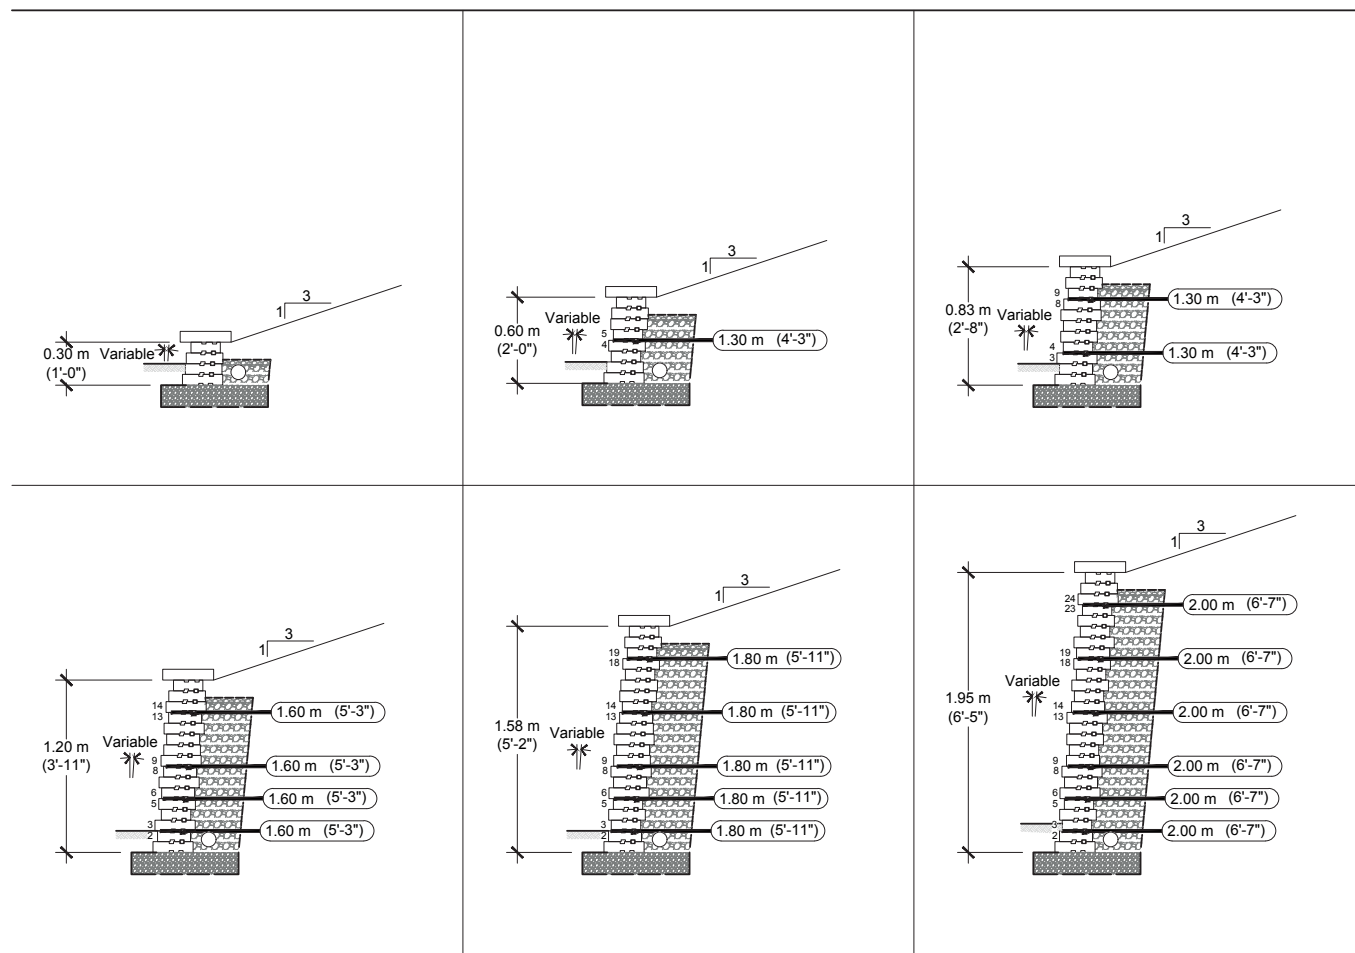 3
1
0.30 m
(1'-0")
Variable
3
1
0.60 m
(2'-0")
Variable
5
4
1.30 m (4'-3")
3
1
0.83 m
(2'-8")
Variable
9
8
1.30 m (4'-3")
4
3
1.30 m (4'-3")
3
1
1.20 m
(3'-11")
Variable
14
13
1.60 m (5'-3")
9
8
1.60 m (5'-3")
6
5
1.60 m (5'-3")
3
2
1.60 m (5'-3")
3
1
1.58 m
(5'-2")
Variable
19
18
1.80 m (5'-11")
14
13
1.80 m (5'-11")
9
8
1.80 m (5'-11")
6
5
1.80 m (5'-11")
3
2
1.80 m (5'-11")
3
1
1.95 m
(6'-5")
Variable
24
23
2.00 m (6'-7")
19
18
2.00 m (6'-7")
14
13
2.00 m (6'-7")
9
8
2.00 m (6'-7")
6
5
2.00 m (6'-7")
3
2
2.00 m (6'-7")